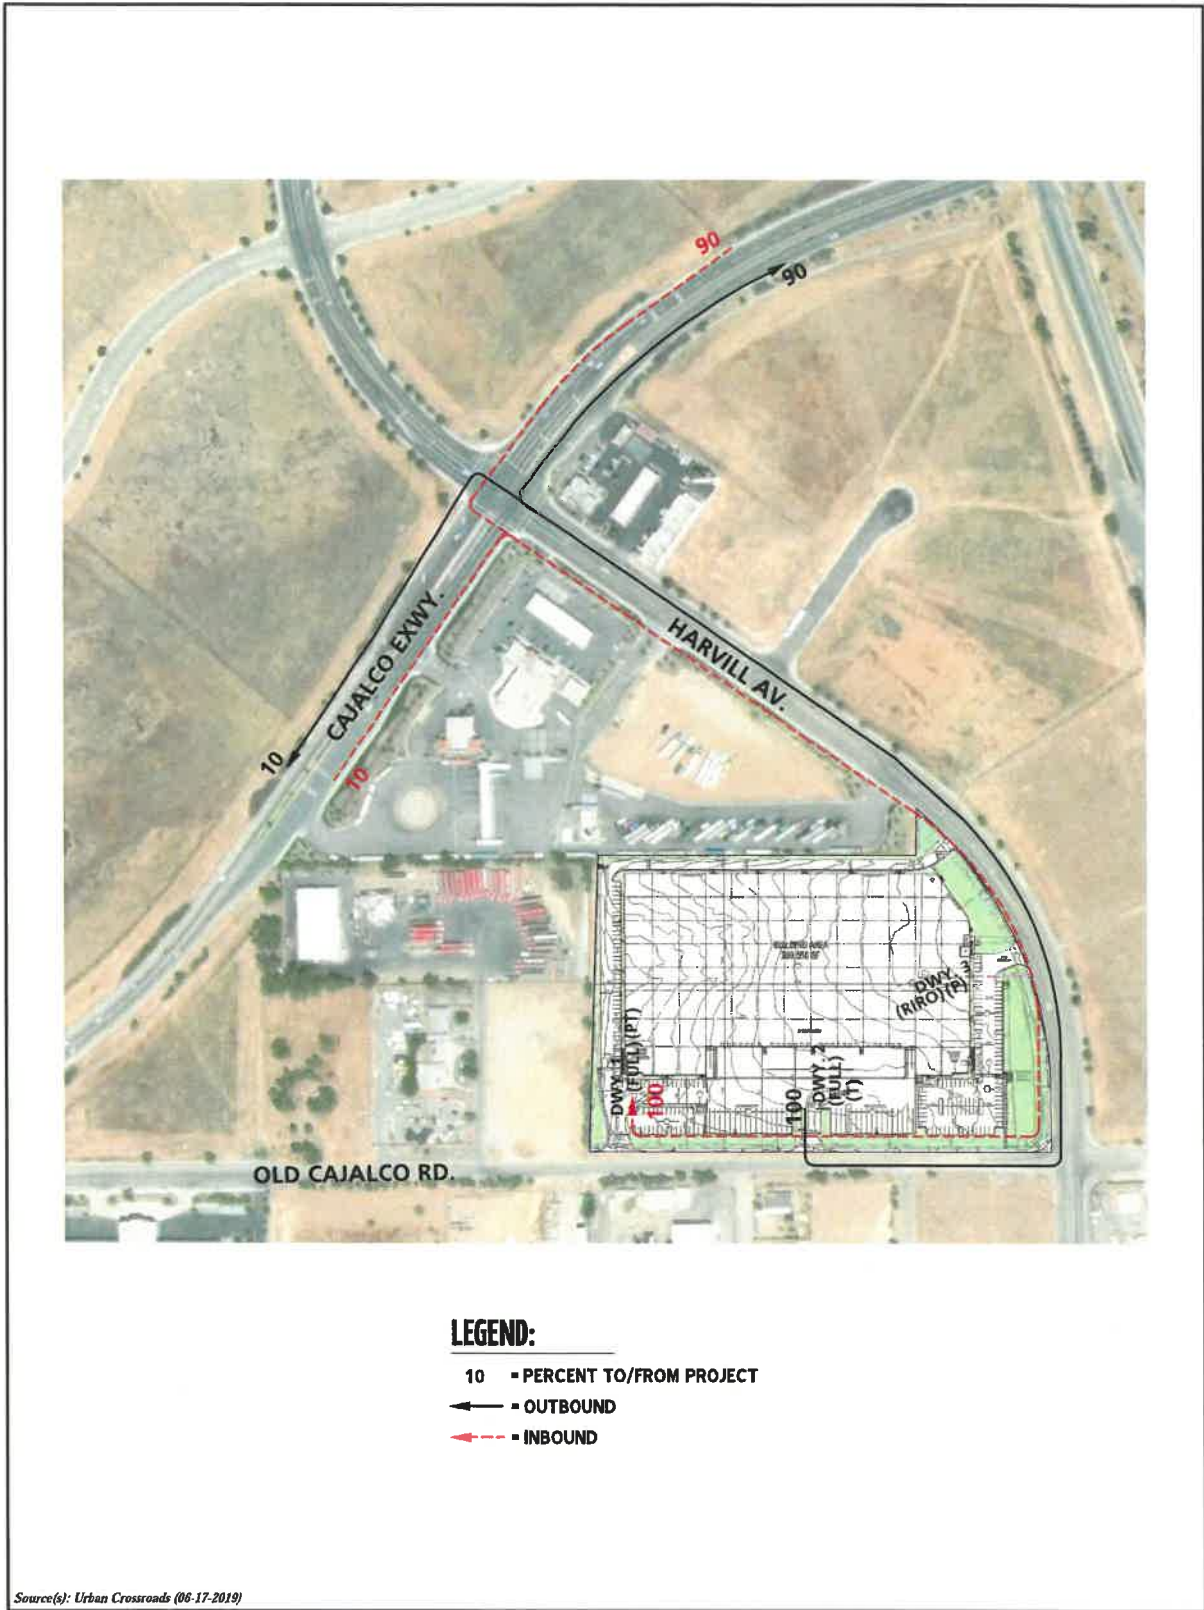 90
90
CAJALCO EXWY.
HARVILL AV.
10
10
DWY. 3
(RIRO) (P)
DWY. 1
(FULL) (PT)
100
DWY. 2
(FULL)
(T)
100
OLD CAJALCO RD.
LEGEND:
10 = PERCENT TO/FROM PROJECT
= OUTBOUND
= INBOUND
Source(s): Urban Crossroads (06-17-2019)